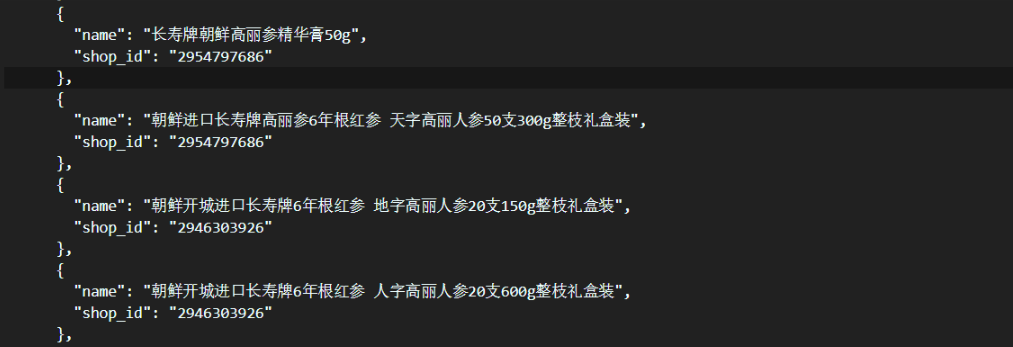 {
"name": "长寿牌朝鲜高丽参精华膏50g",
"shop_id": "2954797686"
},
{
"name": "朝鲜进口长寿牌高丽参6年根红参 天字高丽人参50支300g整枝礼盒装",
"shop_id": "2954797686"
},
{
"name": "朝鲜开城进口长寿牌6年根红参 地字高丽人参20支150g整枝礼盒装",
"shop_id": "2946303926"
},
{
"name": "朝鲜开城进口长寿牌6年根红参 人字高丽人参20支600g整枝礼盒装",
"shop_id": "2946303926"
},